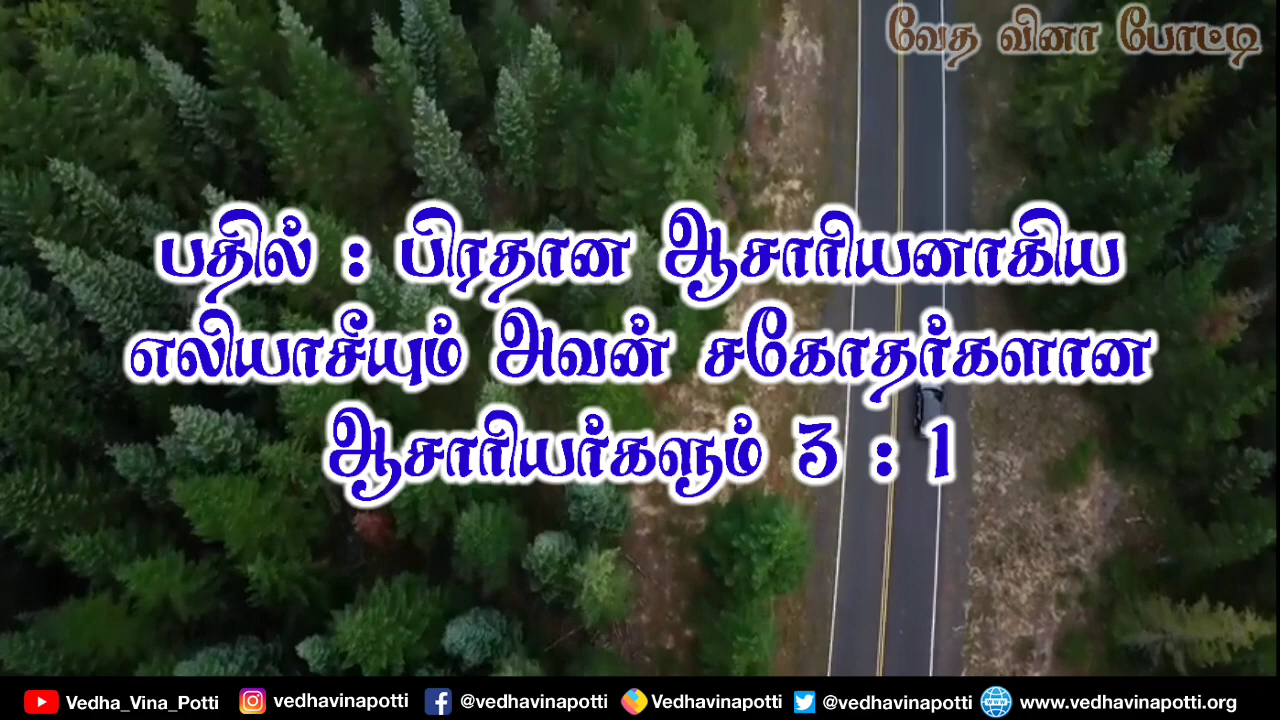 வேத வினா போட்டி
பதில் : பிரதான ஆசாரியனாகிய
எலியாசீயும் அவன் சகோதர்களான
ஆசாரியர்களும் 3 : 1
Vedha_Vina_Potti vedhavinapotti @vedhavinapotti Vedhavinapotti @vedhavinapotti www.vedhavinapotti.org